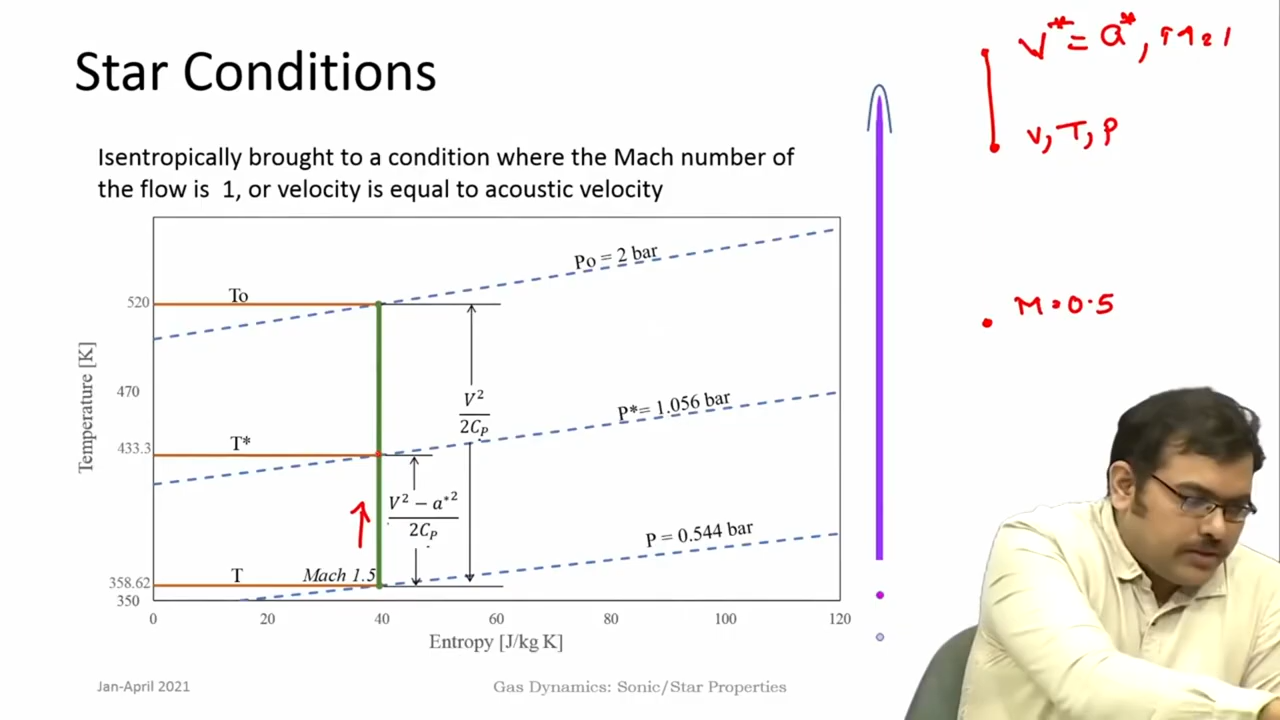 Star Conditions
Isentropically brought to a condition where the Mach number of
the flow is 1, or velocity is equal to acoustic velocity
Temperature [K]
520
470
433.3
358.62
350
To
T*
T
Mach 1.5
Po = 2 bar
P*= 1.056 bar
P = 0.544 bar
V²
2C_P
V² − a*²
2C_P
0
20
40
60
80
100
120
Entropy [J/kg K]
V* = a*, M=1
V, T, P
M=0.5
Jan-April 2021
Gas Dynamics: Sonic/Star Properties